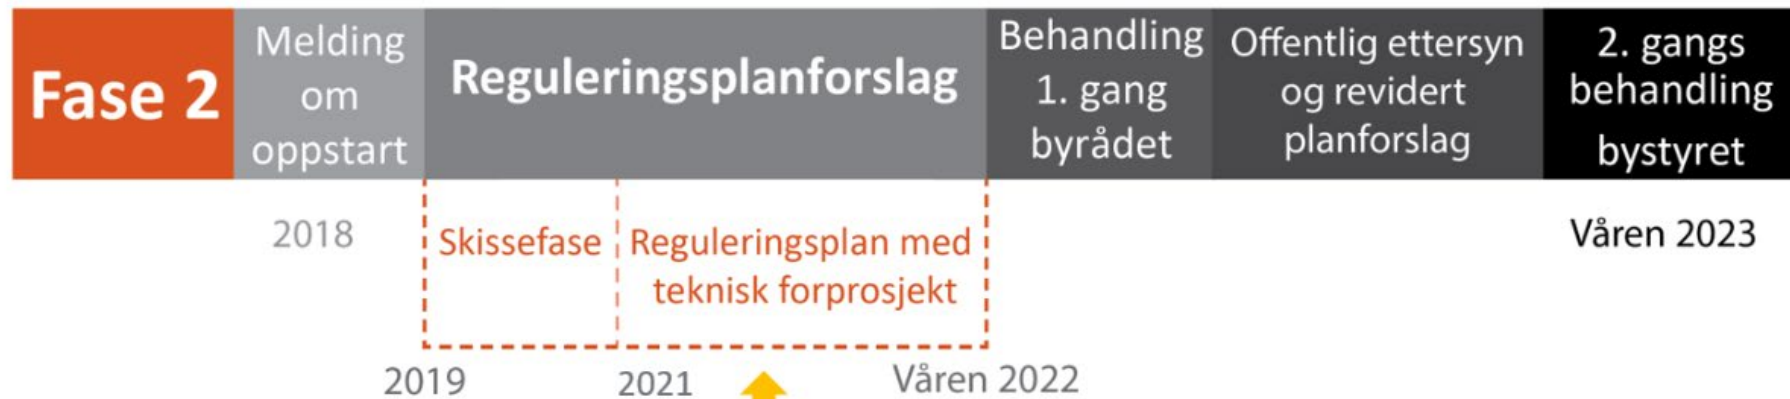 Fase 2
Melding
om
oppstart
Reguleringsplanforslag
Behandling
1. gang
byrådet
Offentlig ettersyn
og revidert
planforslag
2. gangs
behandling
bystyret
2018
Skissefase
Reguleringsplan med
teknisk forprosjekt
Våren 2023
2019
2021
Våren 2022